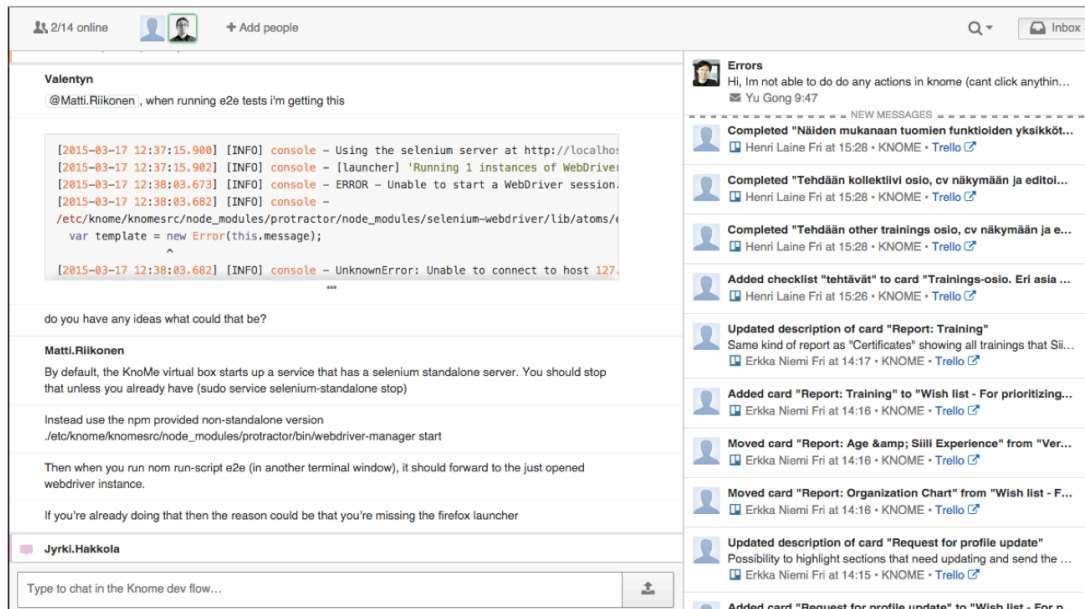 2/14 online
+ Add people
Inbox
Valentyn
@Matti.Riikonen , when running e2e tests i'm getting this
[2015-03-17 12:37:15.900] [INFO] console - Using the selenium server at http://localhos
[2015-03-17 12:37:15.902] [INFO] console - [launcher] 'Running 1 instances of WebDriver
[2015-03-17 12:38:03.673] [INFO] console - ERROR - Unable to start a WebDriver session.
[2015-03-17 12:38:03.682] [INFO] console -
/etc/knome/knomesrc/node_modules/protractor/node_modules/selenium-webdriver/lib/atoms/e
var template = new Error(this.message);
^
[2015-03-17 12:38:03.682] [INFO] console - UnknownError: Unable to connect to host 127.
do you have any ideas what could that be?
Matti.Riikonen
By default, the KnoMe virtual box starts up a service that has a selenium standalone server. You should stop
that unless you already have (sudo service selenium-standalone stop)
Instead use the npm provided non-standalone version
./etc/knome/knomesrc/node_modules/protractor/bin/webdriver-manager start
Then when you run nom run-script e2e (in another terminal window), it should forward to the just opened
webdriver instance.
If you're already doing that then the reason could be that you're missing the firefox launcher
Jyrki.Hakkola
Type to chat in the Knome dev flow…
Errors
Hi, Im not able to do do any actions in knome (cant click anythin…
Yu Gong 9:47
NEW MESSAGES
Completed "Näiden mukanaan tuomien funktioiden yksikköt…
Henri Laine Fri at 15:28 • KNOME • Trello
Completed "Tehdään kollektiivi osio, cv näkymään ja editoi…
Henri Laine Fri at 15:28 • KNOME • Trello
Completed "Tehdään other trainings osio, cv näkymään ja e…
Henri Laine Fri at 15:28 • KNOME • Trello
Added checklist "tehtävät" to card "Trainings-osio. Eri asia …
Henri Laine Fri at 15:26 • KNOME • Trello
Updated description of card "Report: Training"
Same kind of report as "Certificates" showing all trainings that Sii…
Erkka Niemi Fri at 14:17 • KNOME • Trello
Added card "Report: Training" to "Wish list - For prioritizing…
Erkka Niemi Fri at 14:16 • KNOME • Trello
Moved card "Report: Age &amp; Siili Experience" from "Ver…
Erkka Niemi Fri at 14:16 • KNOME • Trello
Moved card "Report: Organization Chart" from "Wish list - F…
Erkka Niemi Fri at 14:16 • KNOME • Trello
Updated description of card "Request for profile update"
Possibility to highlight sections that need updating and send the …
Erkka Niemi Fri at 14:15 • KNOME • Trello
Added card "Request for profile update" to "Wish list - For p